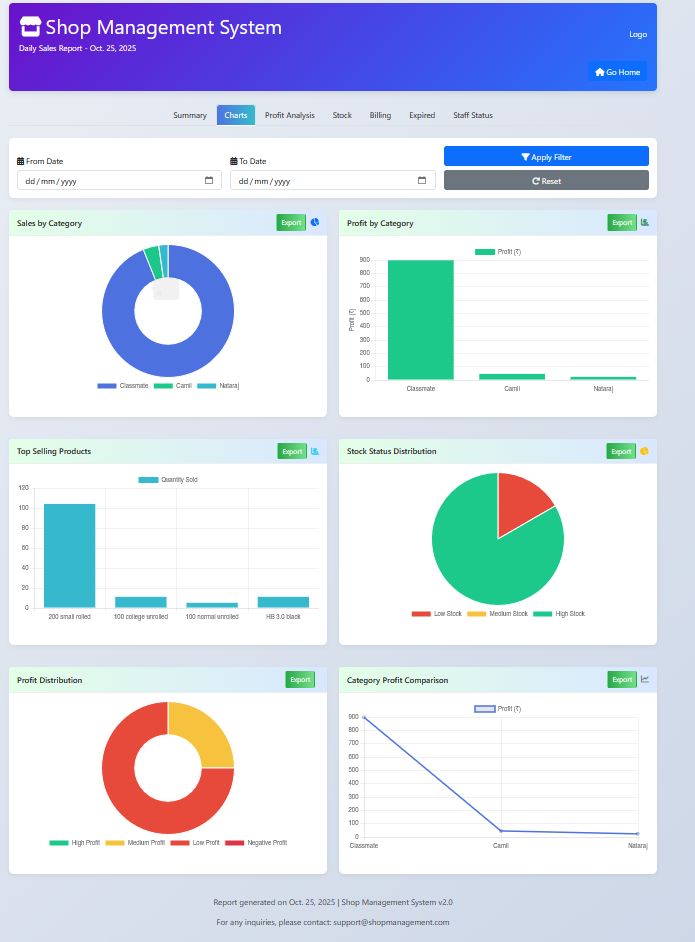 Shop Management System
Daily Sales Report - Oct. 25, 2025
Logo
Go Home
Summary Charts Profit Analysis Stock Billing Expired Staff Status
From Date
dd/mm/yyyy
To Date
dd/mm/yyyy
Apply Filter
Reset
Sales by Category
Export
Classmate Camil Nataraj
Profit by Category
Export
Profit (₹)
Profit (₹)
900
800
700
600
500
400
300
200
100
0
Classmate Camil Nataraj
Top Selling Products
Export
Quantity Sold
120
100
80
60
40
20
0
200 small rolled 100 college unrolled 100 normal unrolled HB 3.0 black
Stock Status Distribution
Export
Low Stock Medium Stock High Stock
Profit Distribution
Export
High Profit Medium Profit Low Profit Negative Profit
Category Profit Comparison
Export
Profit (₹)
900
800
700
600
500
400
300
200
100
0
Classmate Camil Nataraj
Report generated on Oct. 25, 2025 | Shop Management System v2.0
For any inquiries, please contact: support@shopmanagement.com